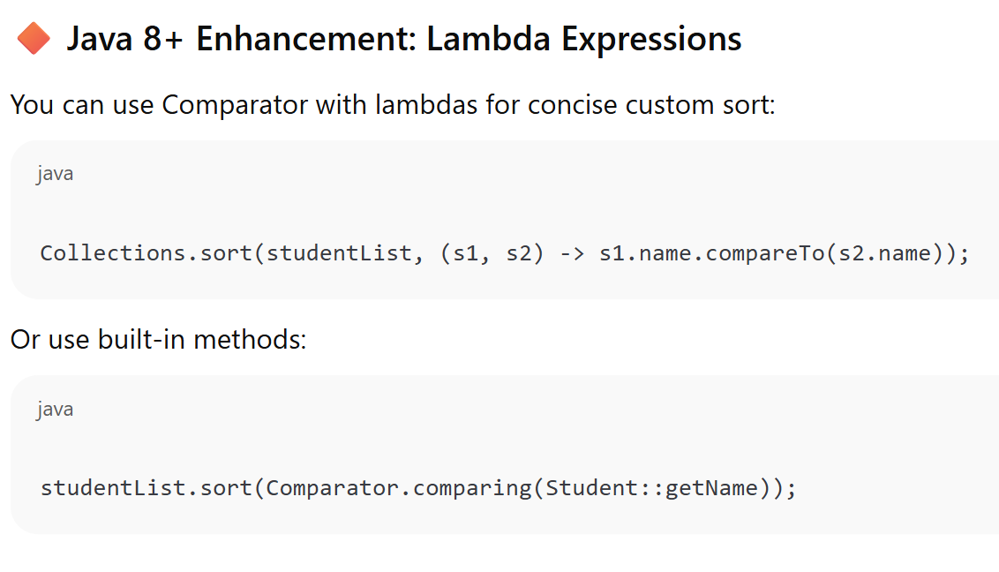 Java 8+ Enhancement: Lambda Expressions
You can use Comparator with lambdas for concise custom sort:
java
Collections.sort(studentList, (s1, s2) -> s1.name.compareTo(s2.name));
Or use built-in methods:
java
studentList.sort(Comparator.comparing(Student::getName));